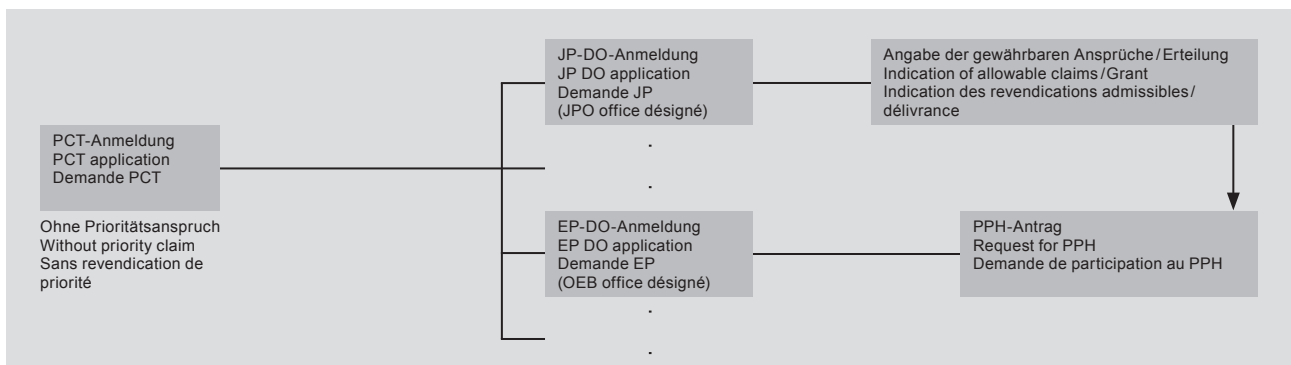 PCT-Anmeldung
PCT application
Demande PCT
Ohne Prioritätsanspruch
Without priority claim
Sans revendication de
priorité
JP-DO-Anmeldung
JP DO application
Demande JP
(JPO office désigné)
.
.
EP-DO-Anmeldung
EP DO application
Demande EP
(OEB office désigné)
.
.
Angabe der gewährbaren Ansprüche/Erteilung
Indication of allowable claims/Grant
Indication des revendications admissibles/
délivrance
PPH-Antrag
Request for PPH
Demande de participation au PPH